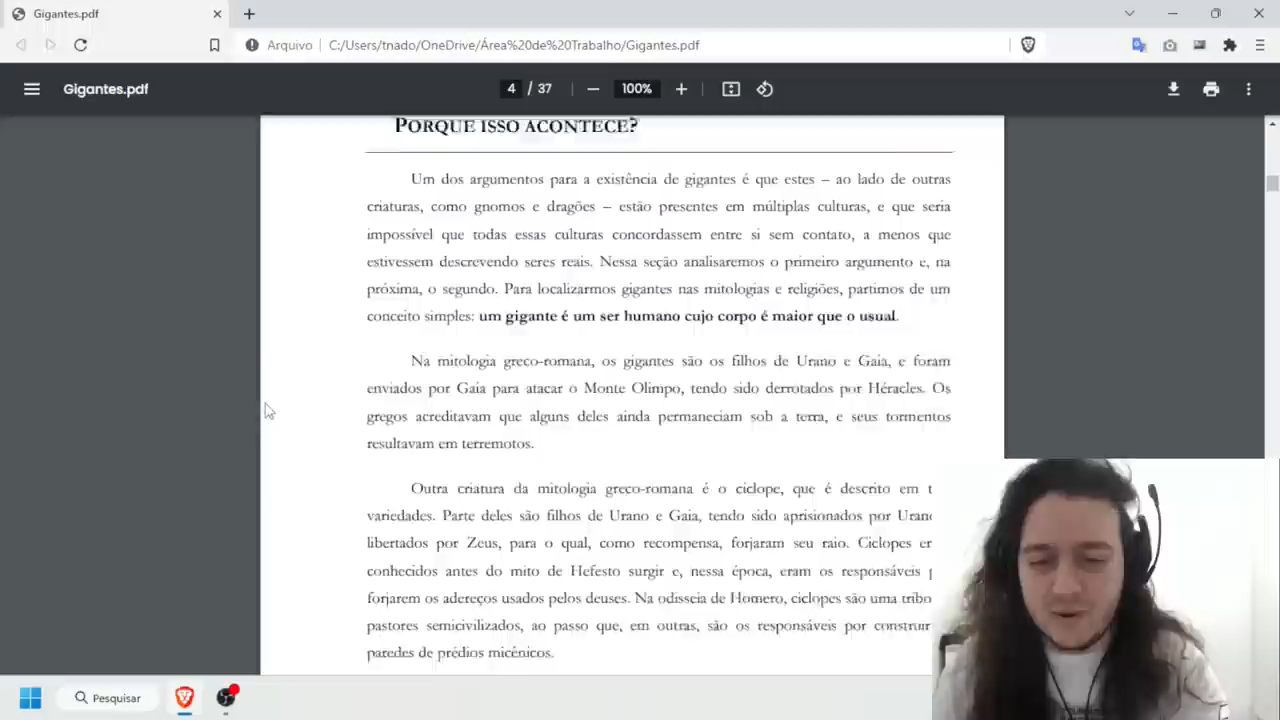 Gigantes.pdf
Arquivo C:/Users/tnado/OneDrive/Área%20de%20Trabalho/Gigantes.pdf
Gigantes.pdf 4 / 37 100%
PORQUE ISSO ACONTECE?
Um dos argumentos para a existência de gigantes é que estes – ao lado de outras
criaturas, como gnomos e dragões – estão presentes em múltiplas culturas, e que seria
impossível que todas essas culturas concordassem entre si sem contato, a menos que
estivessem descrevendo seres reais. Nessa seção analisaremos o primeiro argumento e, na
próxima, o segundo. Para localizarmos gigantes nas mitologias e religiões, partimos de um
conceito simples: um gigante é um ser humano cujo corpo é maior que o usual.
Na mitologia greco-romana, os gigantes são os filhos de Urano e Gaia, e foram
enviados por Gaia para atacar o Monte Olimpo, tendo sido derrotados por Héracles. Os
gregos acreditavam que alguns deles ainda permaneciam sob a terra, e seus tormentos
resultavam em terremotos.
Outra criatura da mitologia greco-romana é o ciclope, que é descrito em
variedades. Parte deles são filhos de Urano e Gaia, tendo sido aprisionados por Urano
libertados por Zeus, para o qual, como recompensa, forjaram seu raio. Ciclopes
conhecidos antes do mito de Hefesto surgir e, nessa época, eram os responsáveis
forjarem os adereços usados pelos deuses. Na odisseia de Homero, ciclopes são uma tribo
pastores semicivilizados, ao passo que, em outras, são os responsáveis por
paredes de prédios micênicos.
Pesquisar